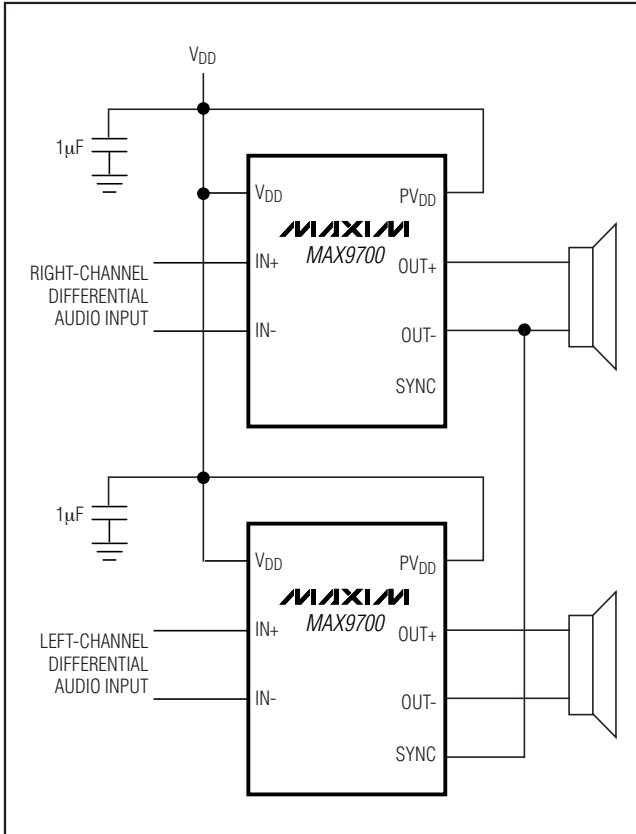 VDD
1µF
VDD
PVDD
MAXIM
MAX9700
IN+
OUT+
RIGHT-CHANNEL
DIFFERENTIAL
AUDIO INPUT
IN-
OUT-
SYNC
1µF
VDD
PVDD
MAXIM
MAX9700
IN+
OUT+
LEFT-CHANNEL
DIFFERENTIAL
AUDIO INPUT
IN-
OUT-
SYNC